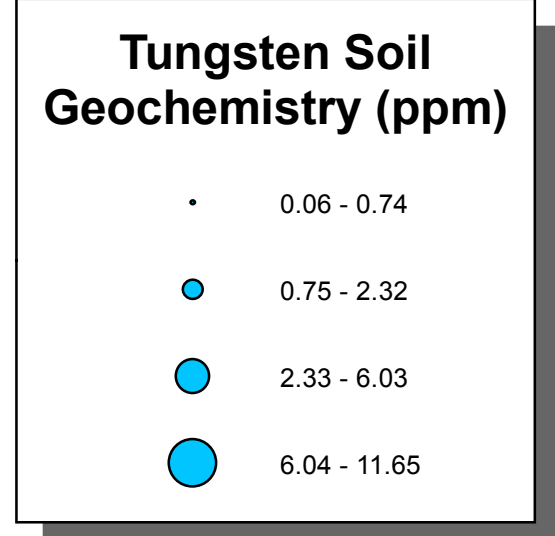 Tungsten Soil
Geochemistry (ppm)
0.06 - 0.74
0.75 - 2.32
2.33 - 6.03
6.04 - 11.65